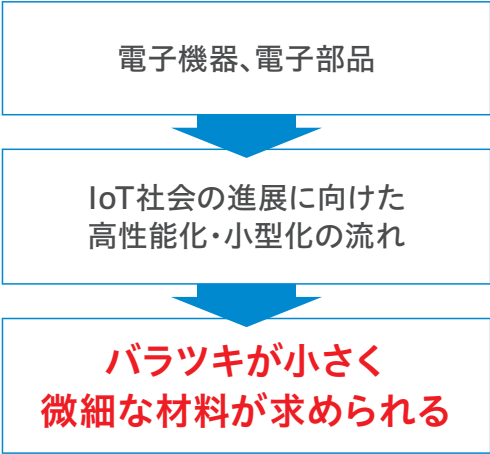 電子機器、電子部品
IoT社会の進展に向けた
高性能化・小型化の流れ
バラツキが小さく
微細な材料が求められる